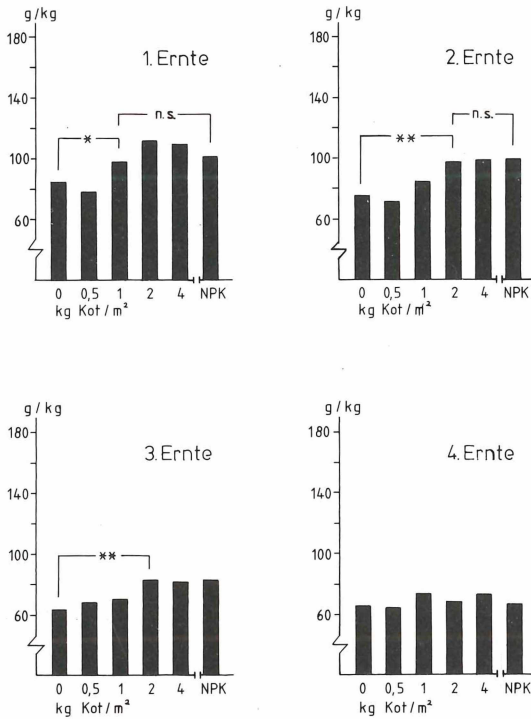 g/kg
180
140
100
60
1. Ernte
*
n.s.
0 0,5 1 2 4 NPK
kg Kot/m²
g/kg
180
140
100
60
2. Ernte
**
n.s.
0 0,5 1 2 4 NPK
kg Kot/m²
g/kg
180
140
100
60
3. Ernte
**
0 0,5 1 2 4 NPK
kg Kot/m²
g/kg
180
140
100
60
4. Ernte
0 0,5 1 2 4 NPK
kg Kot/m²